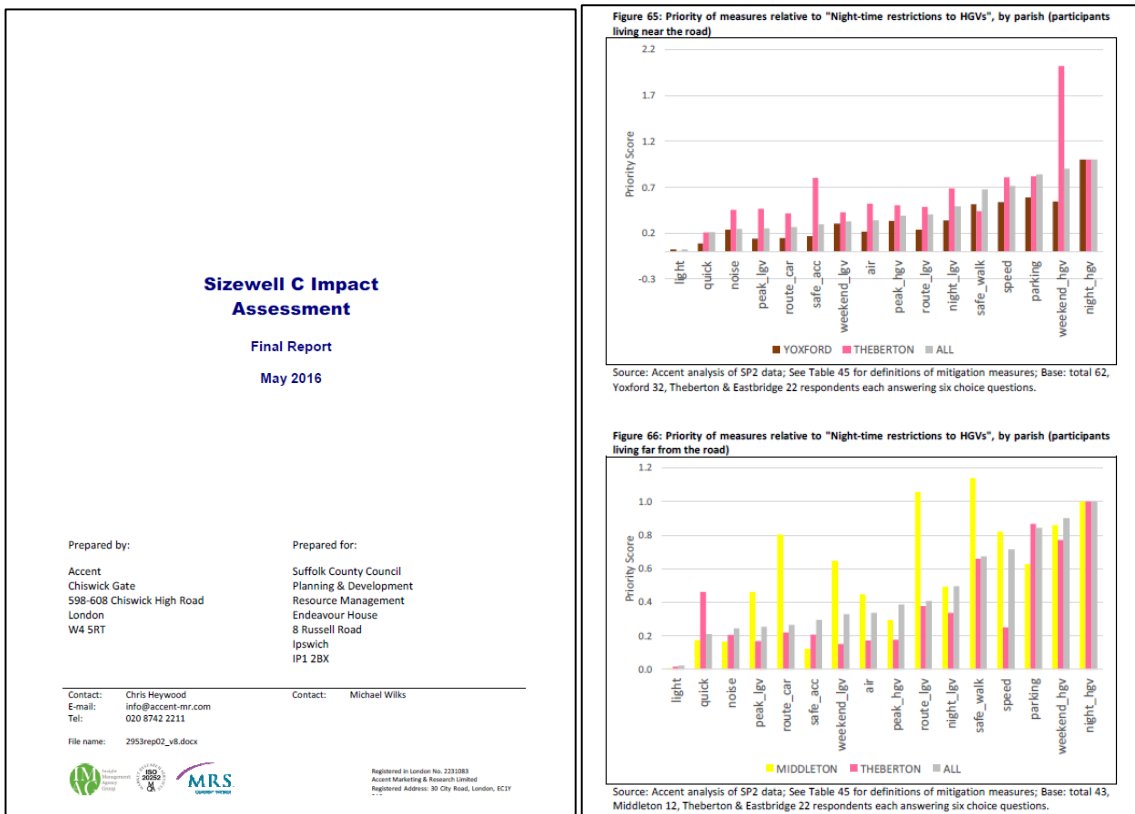 Sizewell C Impact
Assessment
Final Report
May 2016
Prepared by:
Accent
Chiswick Gate
598-608 Chiswick High Road
London
W4 5RT
Prepared for:
Suffolk County Council
Planning & Development
Resource Management
Endeavour House
8 Russell Road
Ipswich
IP1 2BX
Contact: Chris Heywood
E-mail: info@accent-mr.com
Tel: 020 8742 2211
Contact: Michael Wilks
File name: 2953rep02_v8.docx
IMAG
Insight
Management
Agency
Group
ISO
20252
MRS
Registered in London No. 2231083
Accent Marketing & Research Limited
Registered Address: 30 City Road, London, EC1Y
Figure 65: Priority of measures relative to "Night-time restrictions to HGVs", by parish (participants
living near the road)
2.2
1.7
1.2
0.7
0.2
-0.3
Priority Score
light
quick
noise
peak_lgv
route_car
safe_acc
weekend_lgv
air
peak_hgv
route_lgv
night_lgv
safe_walk
speed
parking
weekend_hgv
night_hgv
YOXFORD THEBERTON ALL
Source: Accent analysis of SP2 data; See Table 45 for definitions of mitigation measures; Base: total 62,
Yoxford 32, Theberton & Eastbridge 22 respondents each answering six choice questions.
Figure 66: Priority of measures relative to "Night-time restrictions to HGVs", by parish (participants
living far from the road)
1.2
1.0
0.8
0.6
0.4
0.2
0.0
Priority Score
light
quick
noise
peak_lgv
route_car
safe_acc
weekend_lgv
air
peak_hgv
route_lgv
night_lgv
safe_walk
speed
parking
weekend_hgv
night_hgv
MIDDLETON THEBERTON ALL
Source: Accent analysis of SP2 data; See Table 45 for definitions of mitigation measures; Base: total 43,
Middleton 12, Theberton & Eastbridge 22 respondents each answering six choice questions.